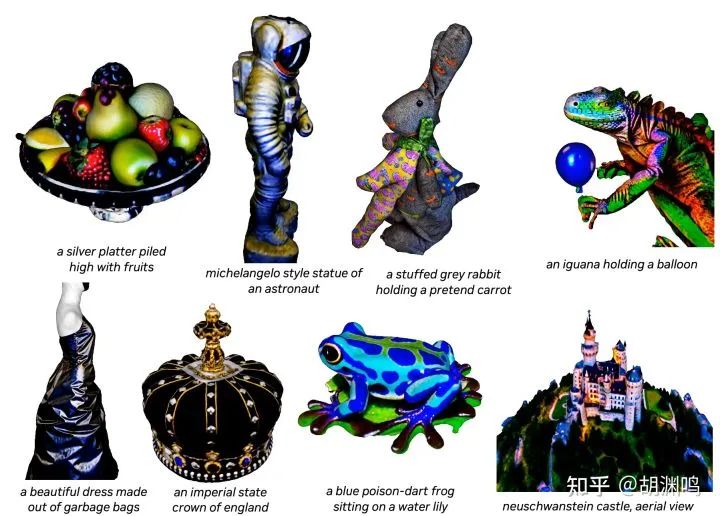 a silver platter piled
high with fruits
michelangelo style statue of
an astronaut
a stuffed grey rabbit
holding a pretend carrot
an iguana holding a balloon
a beautiful dress made
out of garbage bags
an imperial state
crown of england
a blue poison-dart frog
sitting on a water lily
neuschwanstein castle, aerial view
知乎 @胡渊鸣